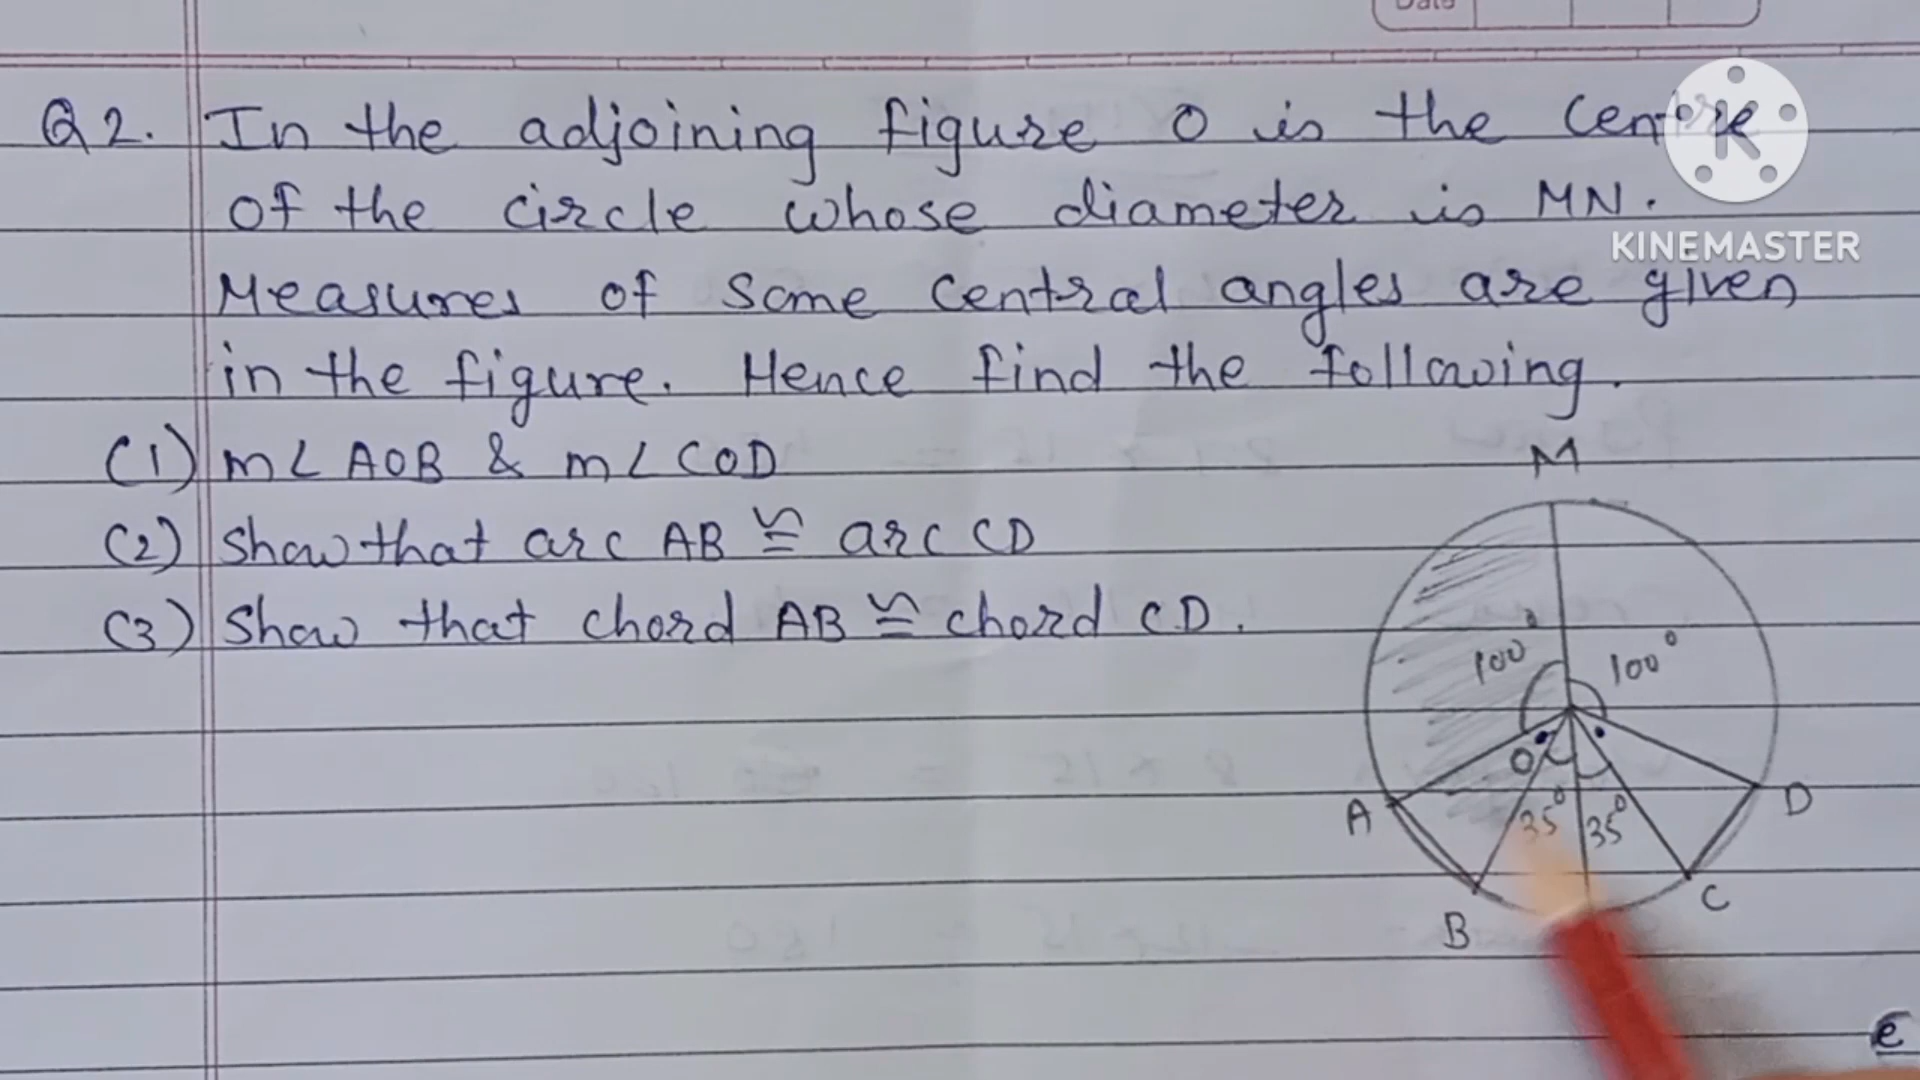 Date
Q2. In the adjoining figure O is the centre
of the circle whose diameter is MN.
Measures of some central angles are given
in the figure. Hence find the following.
(1) m∠AOB & m∠COD
(2) Show that arc AB ≅ arc CD
(3) Show that chord AB ≅ chord CD.
K
KINEMASTER
M
100° 100°
O
35° 35°
A D
B C
e